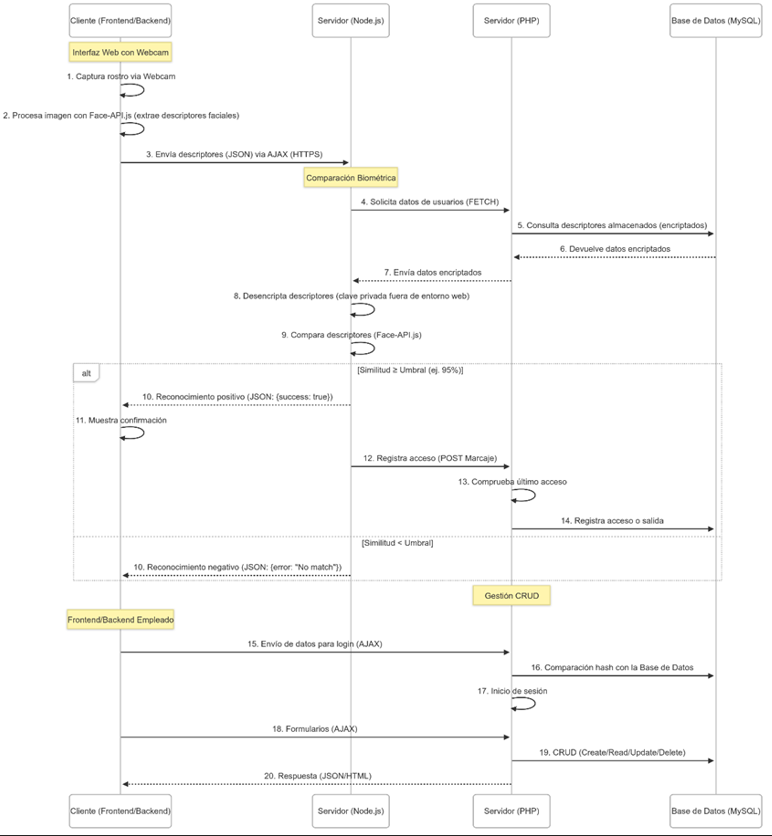 Cliente (Frontend/Backend)
Servidor (Node.js)
Servidor (PHP)
Base de Datos (MySQL)
Interfaz Web con Webcam
1. Captura rostro via Webcam
2. Procesa imagen con Face-API.js (extrae descriptores faciales)
3. Envía descriptores (JSON) via AJAX (HTTPS)
Comparación Biométrica
4. Solicita datos de usuarios (FETCH)
5. Consulta descriptores almacenados (encriptados)
6. Devuelve datos encriptados
7. Envía datos encriptados
8. Desencripta descriptores (clave privada fuera de entorno web)
9. Compara descriptores (Face-API.js)
alt
[Similitud ≥ Umbral (ej. 95%)]
10. Reconocimiento positivo (JSON: {success: true})
11. Muestra confirmación
12. Registra acceso (POST Marcaje)
13. Comprueba último acceso
14. Registra acceso o salida
[Similitud < Umbral]
10. Reconocimiento negativo (JSON: {error: "No match"})
Gestión CRUD
Frontend/Backend Empleado
15. Envío de datos para login (AJAX)
16. Comparación hash con la Base de Datos
17. Inicio de sesión
18. Formularios (AJAX)
19. CRUD (Create/Read/Update/Delete)
20. Respuesta (JSON/HTML)
Cliente (Frontend/Backend)
Servidor (Node.js)
Servidor (PHP)
Base de Datos (MySQL)